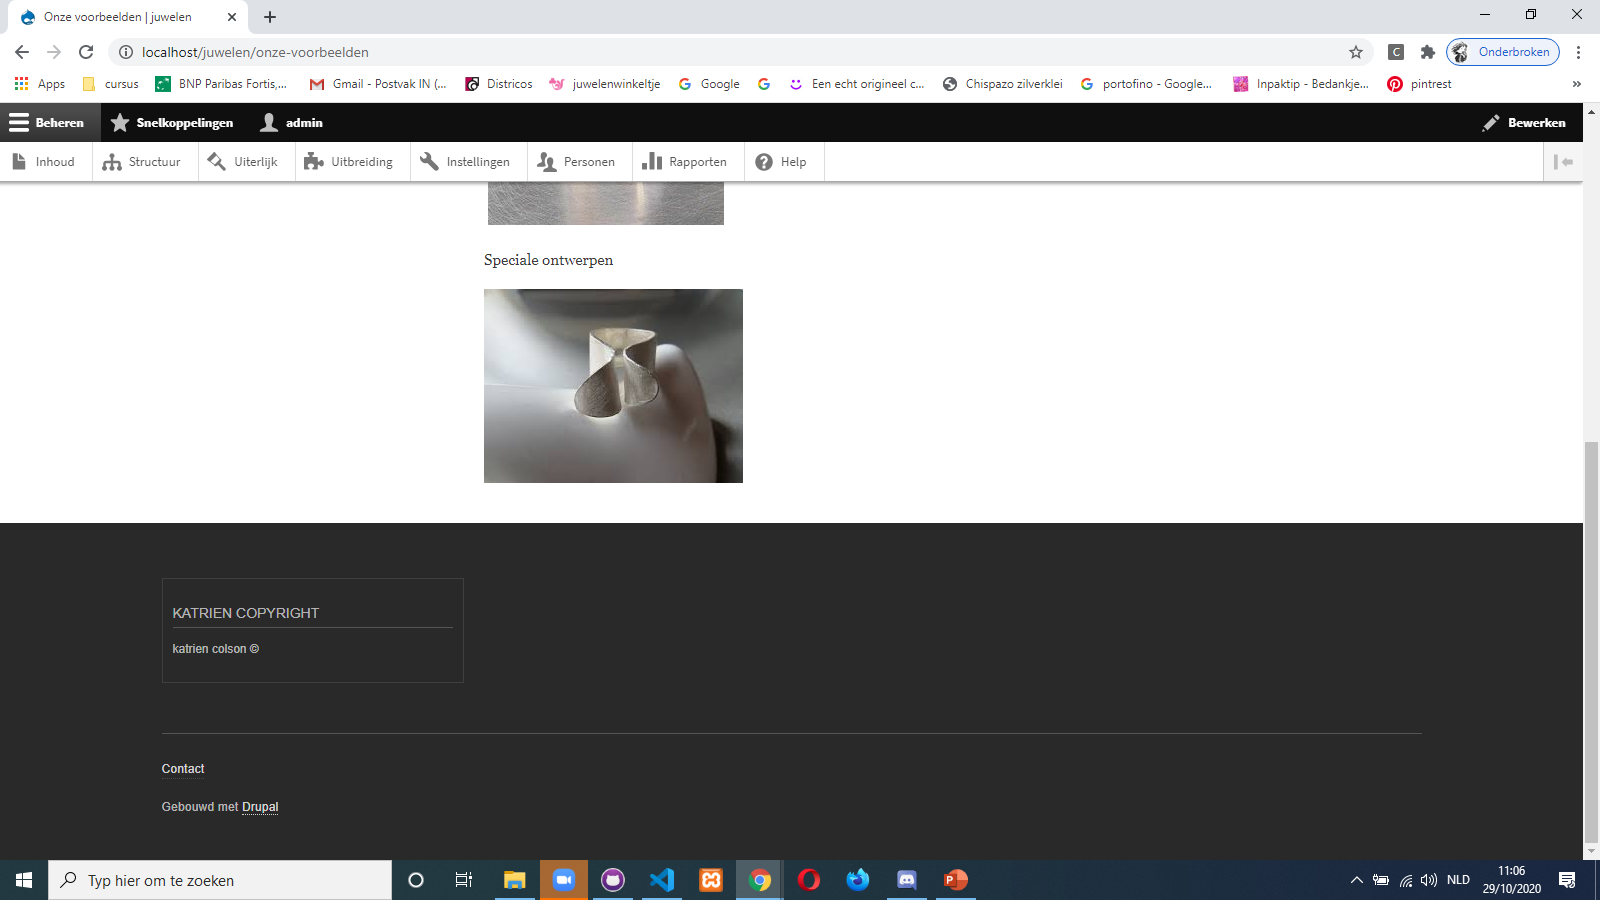 Onze voorbeelden | juwelen
localhost/juwelen/onze-voorbeelden
C
Onderbroken
Apps
cursus
BNP Paribas Fortis,...
Gmail - Postvak IN (...
Districos
juwelenwinkeltje
Google
Een echt origineel c...
Chispazo zilverklei
portofino - Google...
Inpaktip - Bedankje...
pintrest
»
Beheren
Snelkoppelingen
admin
Bewerken
Inhoud
Structuur
Uiterlijk
Uitbreiding
Instellingen
Personen
Rapporten
Help
Speciale ontwerpen
KATRIEN COPYRIGHT
katrien colson ©
Contact
Gebouwd met Drupal
Typ hier om te zoeken
NLD
11:06
29/10/2020